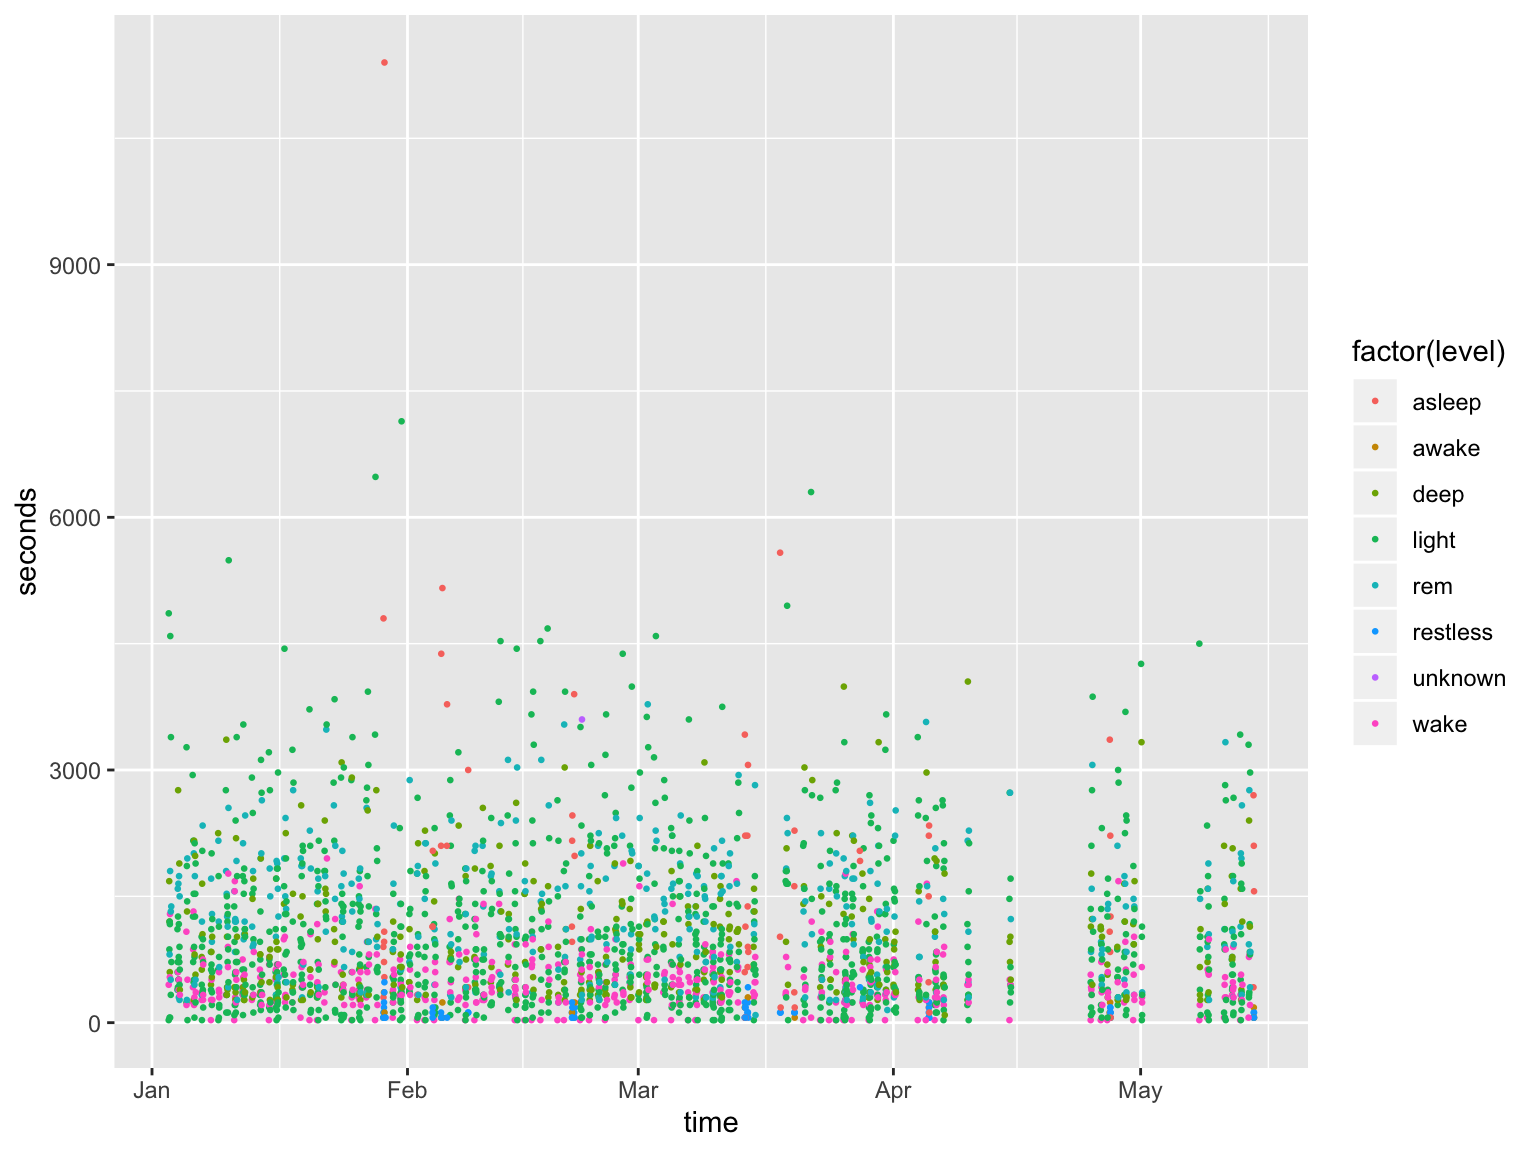 9000
6000
3000
0
seconds
Jan Feb Mar Apr May
time
factor(level)
asleep
awake
deep
light
rem
restless
unknown
wake